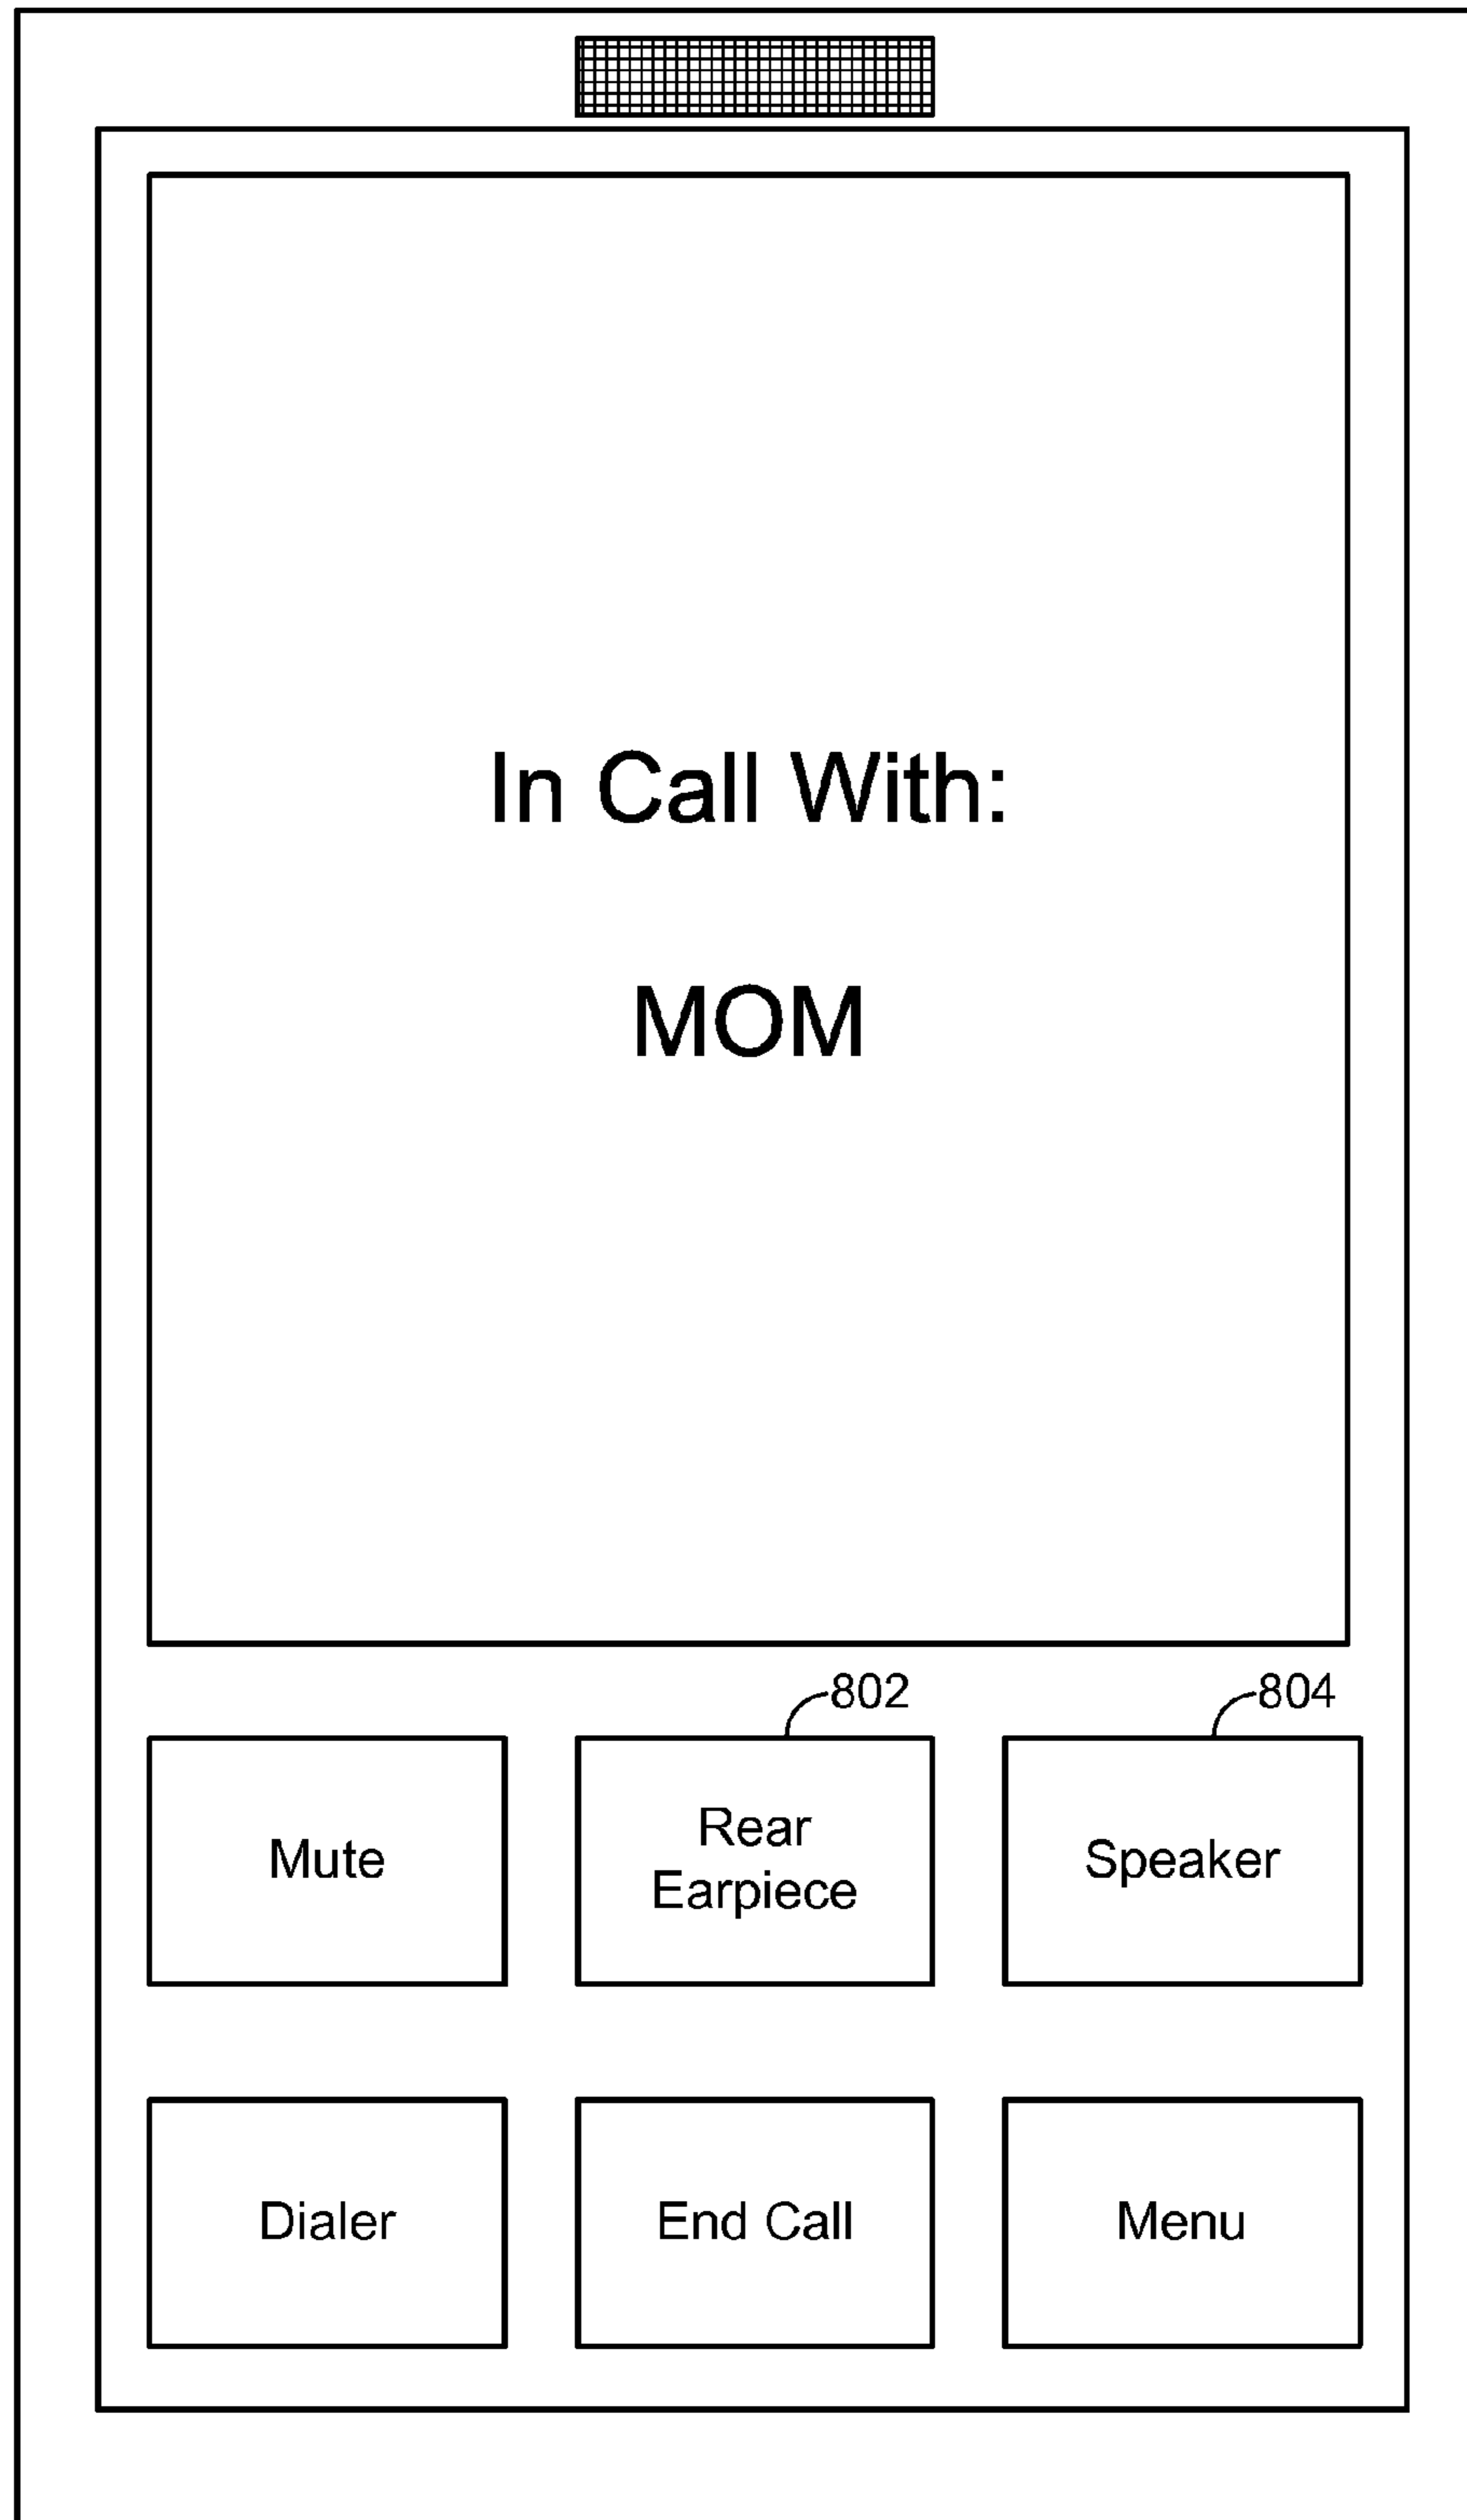 In Call With:
MOM
802
804
Mute
Rear
Earpiece
Speaker
Dialer
End Call
Menu